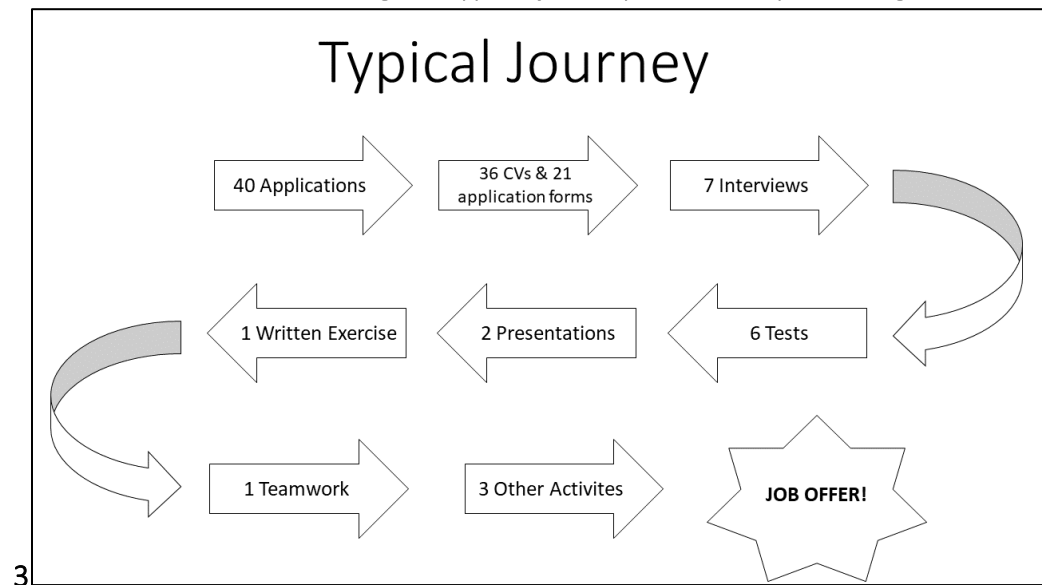 Typical Journey
40 Applications
36 CVs & 21
application forms
7 Interviews
6 Tests
2 Presentations
1 Written Exercise
1 Teamwork
3 Other Activites
JOB OFFER!
3